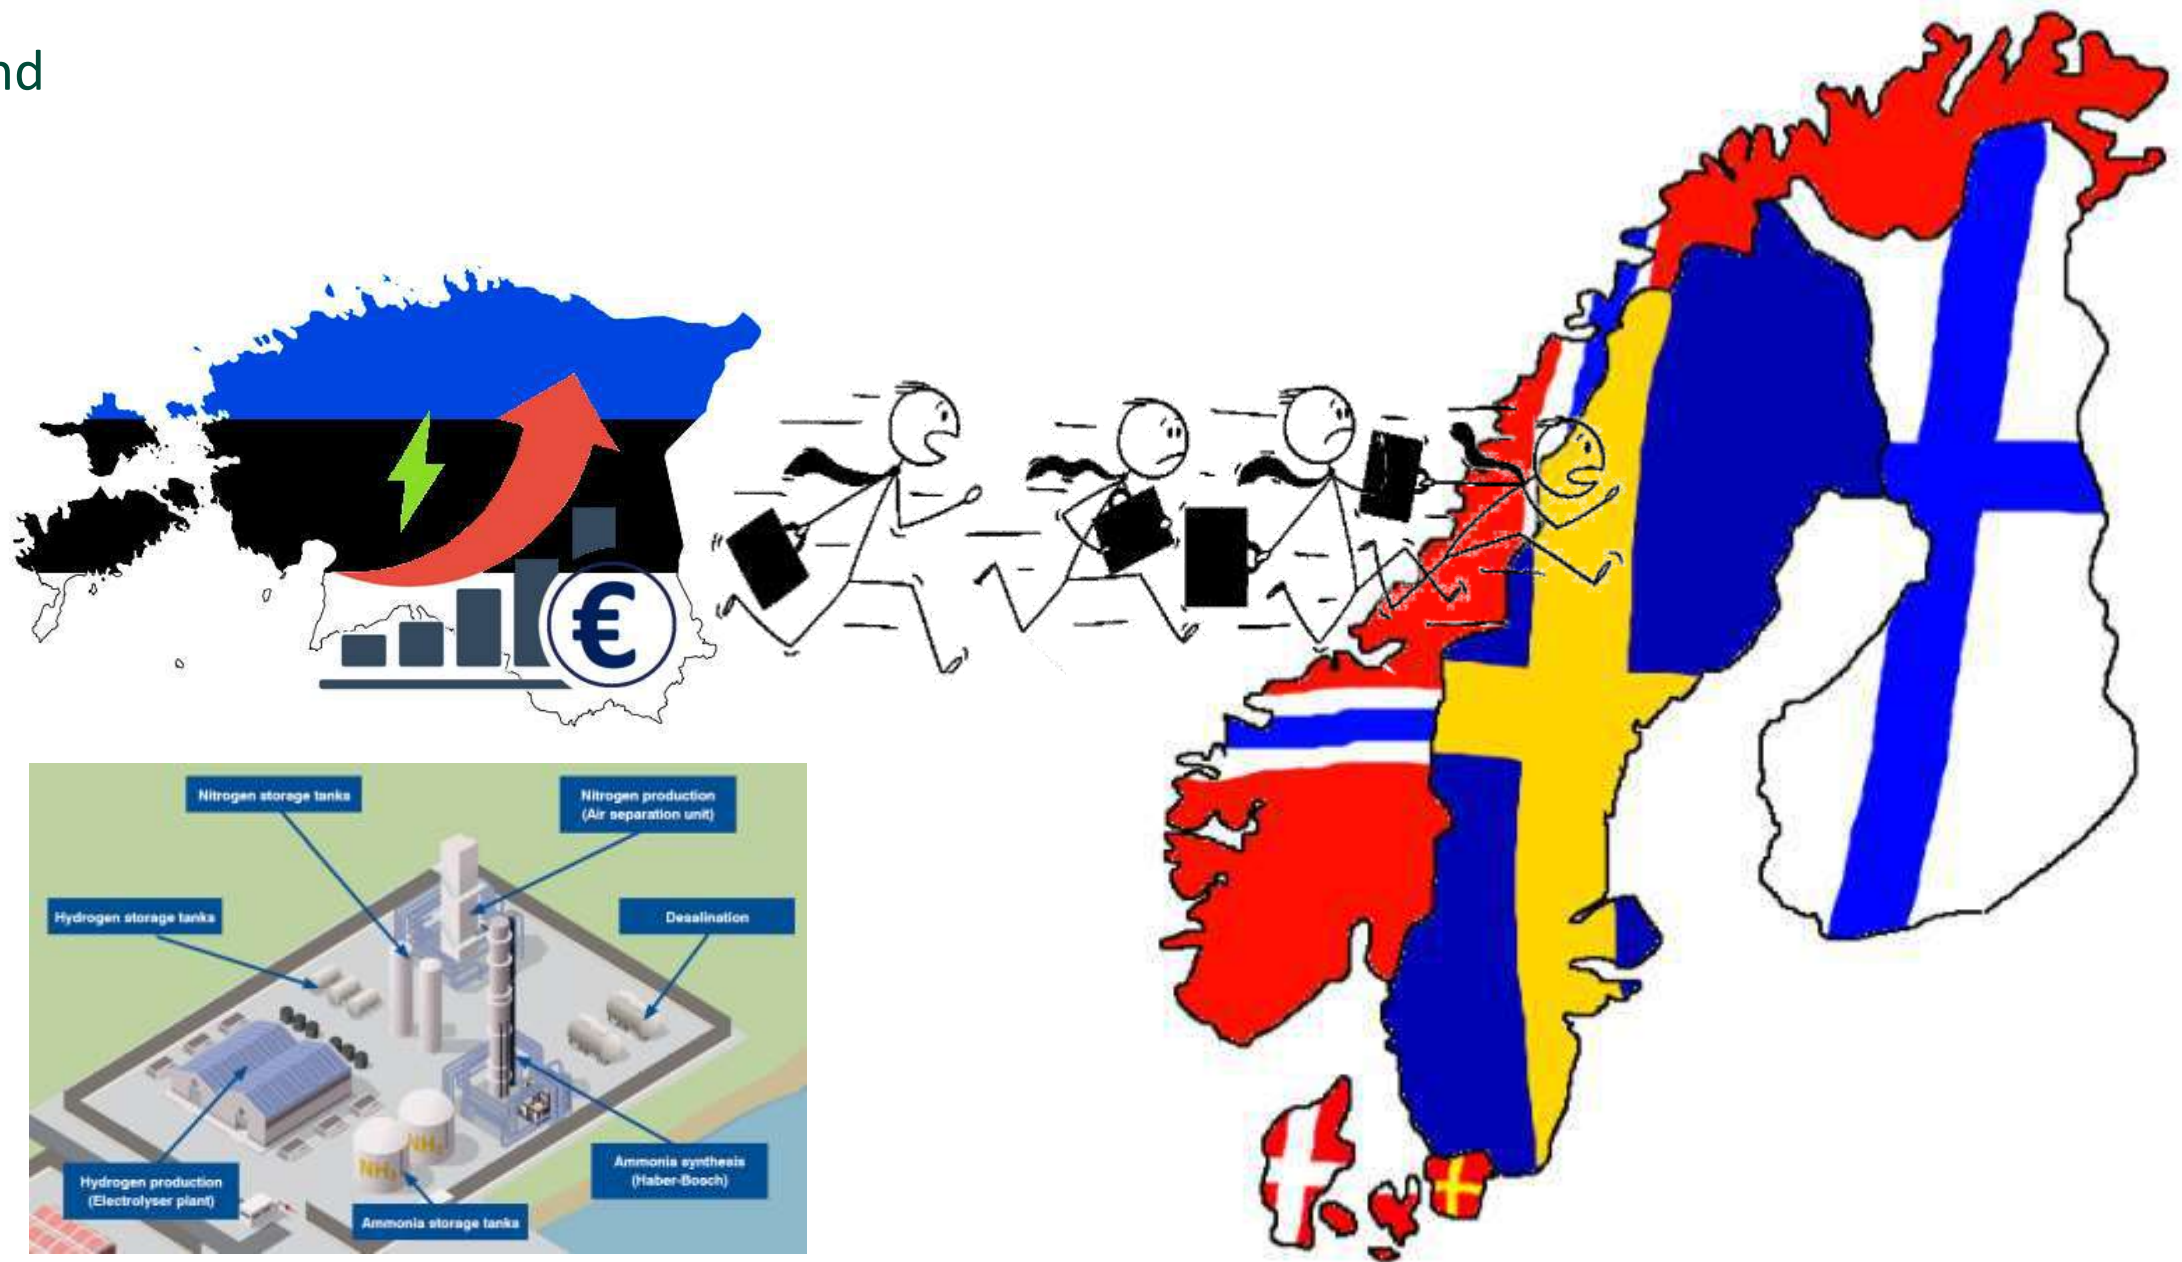 nd
€
Nitrogen storage tanks
Nitrogen production
(Air separation unit)
Hydrogen storage tanks
Desalination
NH₃
NH₃
Ammonia synthesis
(Haber-Bosch)
Hydrogen production
(Electrolyser plant)
Ammonia storage tanks